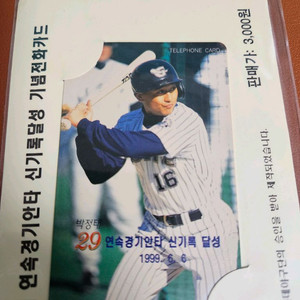 연속경기안타 신기록달성 기념전화카드
TELEPHONE CARD
16
박정태
29 연속경기안타 신기록 달성
1999. 6. 6
판매가: 3,000원